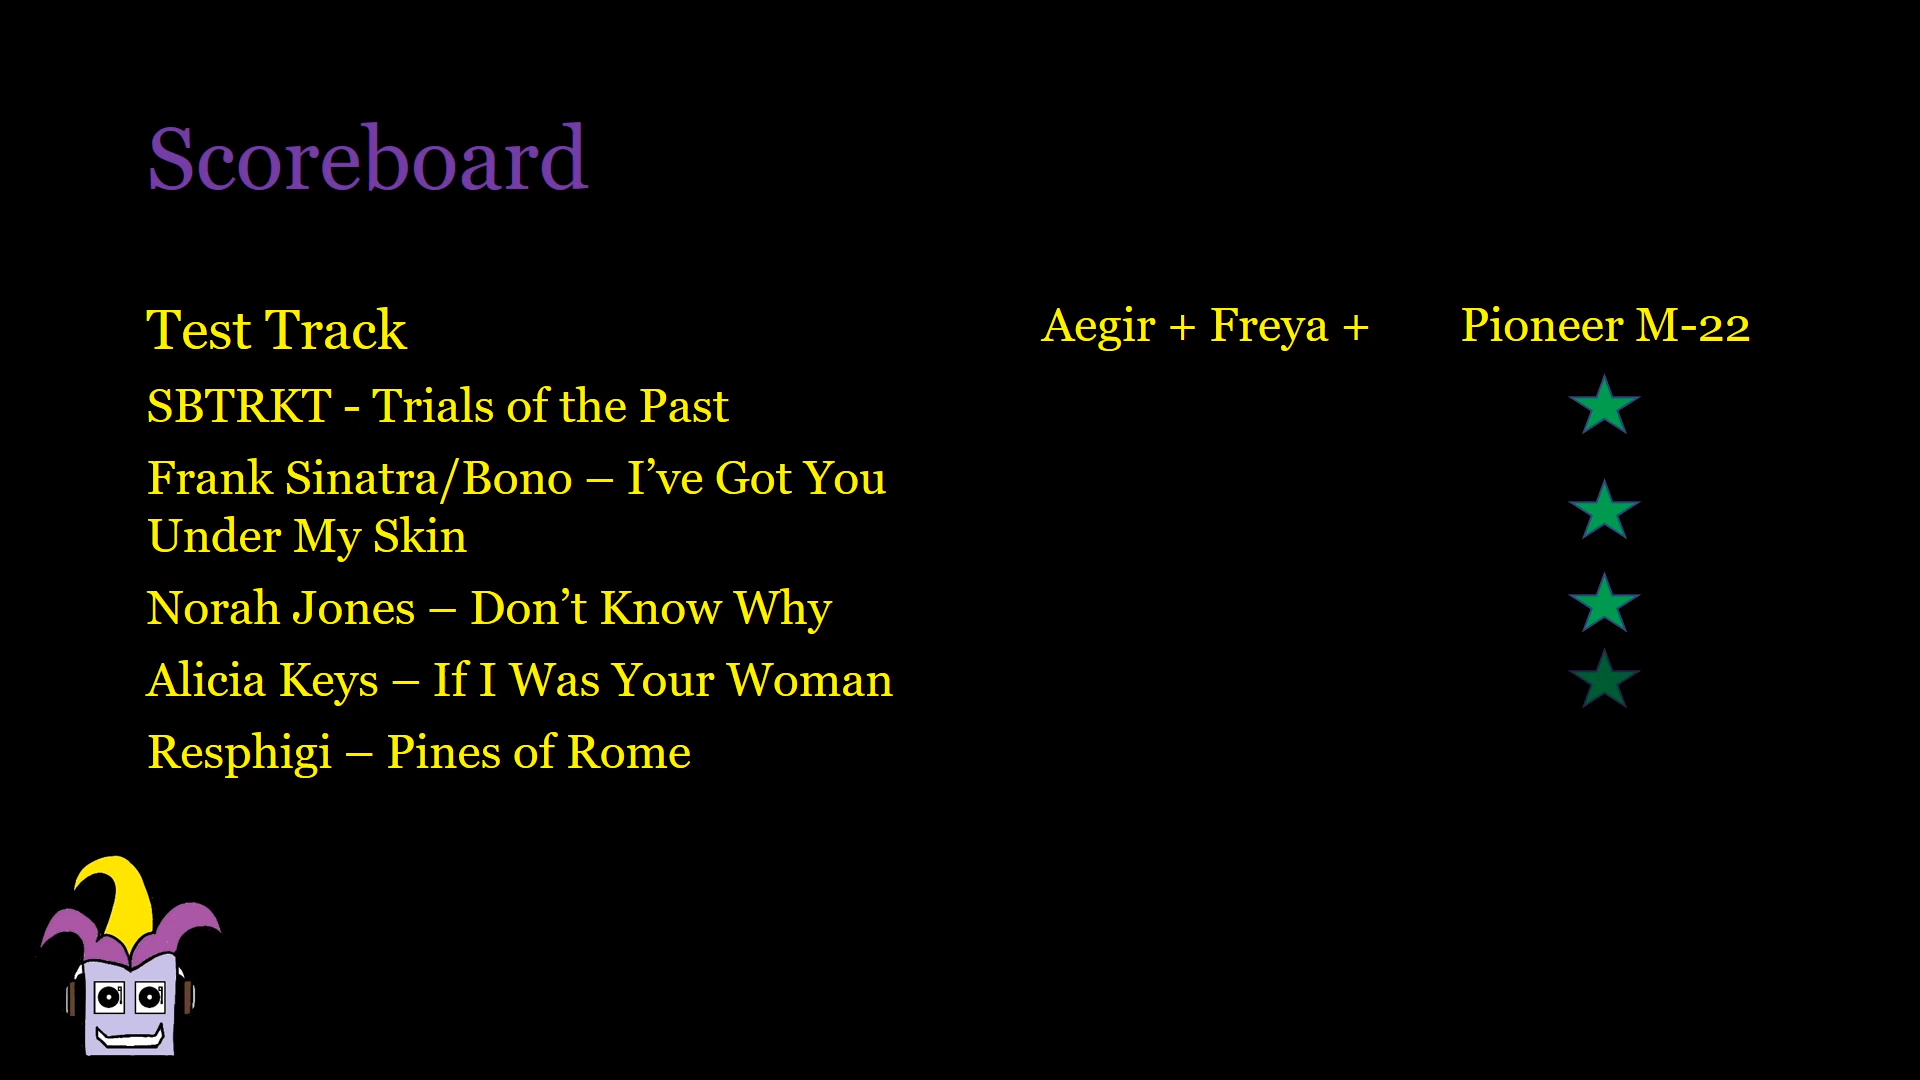 Scoreboard
Test Track
Aegir + Freya +
Pioneer M-22
SBTRKT - Trials of the Past
Frank Sinatra/Bono – I’ve Got You
Under My Skin
Norah Jones – Don’t Know Why
Alicia Keys – If I Was Your Woman
Resphigi – Pines of Rome